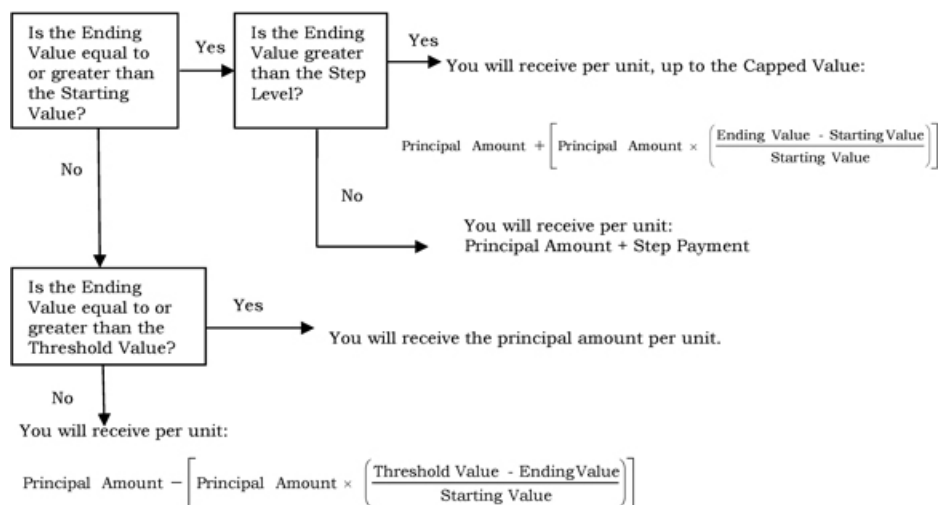 Is the Ending
Value equal to
or greater than
the Starting
Value?
Yes
Is the Ending
Value greater
than the Step
Level?
Yes
You will receive per unit, up to the Capped Value:
Principal Amount + [Principal Amount × (Ending Value - Starting Value / Starting Value)]
No
No
You will receive per unit:
Principal Amount + Step Payment
Is the Ending
Value equal to or
greater than the
Threshold Value?
Yes
You will receive the principal amount per unit.
No
You will receive per unit:
Principal Amount − [Principal Amount × (Threshold Value - Ending Value / Starting Value)]